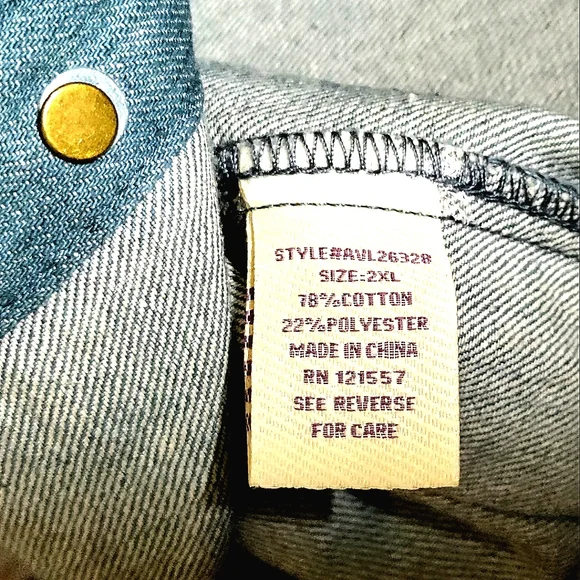 STYLE#AVL26328
SIZE:2XL
78%COTTON
22%POLYESTER
MADE IN CHINA
RN 121557
SEE REVERSE
FOR CARE